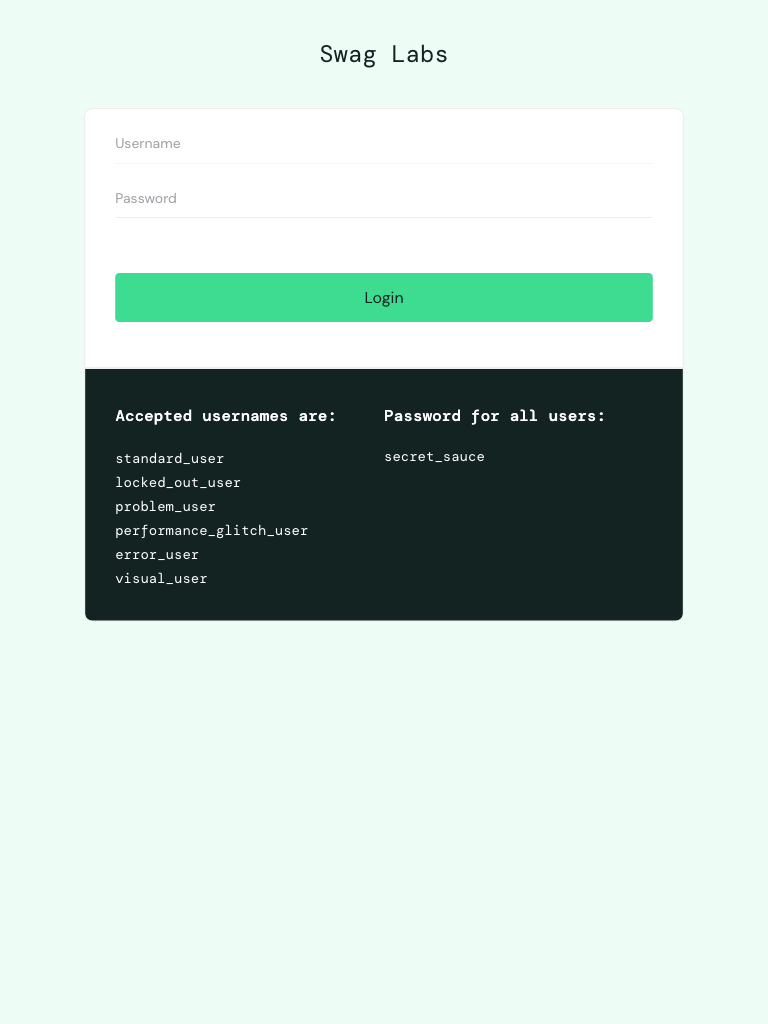 Swag Labs
Username
Password
Login
Accepted usernames are:
standard_user
locked_out_user
problem_user
performance_glitch_user
error_user
visual_user
Password for all users:
secret_sauce